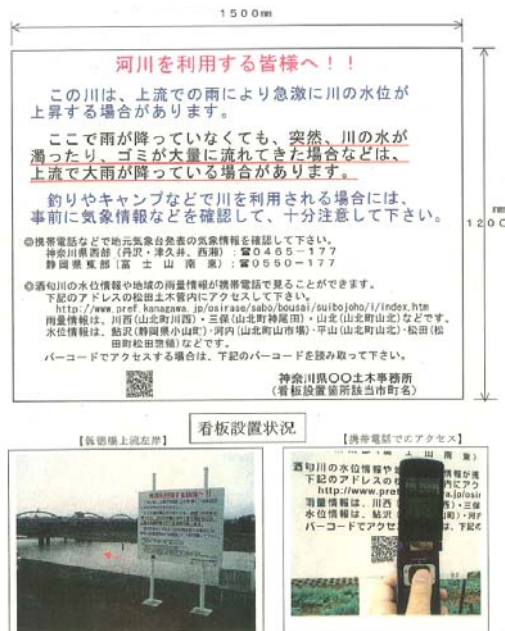 1500mm
河川を利用する皆様へ！！
この川は、上流での雨により急激に川の水位が
上昇する場合があります。
ここで雨が降っていなくても、突然、川の水が
濁ったり、ゴミが大量に流れてきた場合などは、
上流で大雨が降っている場合があります。
釣りやキャンプなどで川を利用される場合には、
事前に気象情報などを確認して、十分注意して下さい。
1200mm
◎携帯電話などで地元気象台発表の気象情報を確認して下さい。
神奈川県西部（丹沢・津久井、西湘）：☎0465－177
静岡県東部（富士山南東）：☎0550－177
◎酒匂川の水位情報や地域の雨量情報が携帯電話で見ることができます。
下記のアドレスの松田土木管内にアクセスして下さい。
http://www.pref.kanagawa.jp/osirase/sabo/bousai/suibojoho/i/index.htm
雨量情報は、川西(山北町川西)・三保(山北町神尾田)・山北(山北町山北)などです。
水位情報は、鮎沢(静岡県小山町)・河内(山北町山市場)・平山(山北町山北)・松田(松
田町松田惣領)などです。
バーコードでアクセスする場合は、下記のバーコードを読み取って下さい。
神奈川県〇〇土木事務所
(看板設置箇所該当市町名)
看板設置状況
【報徳橋上流左岸】
【携帯電話でのアクセス】
山南東）
酒匂川の水位情報や
下記のアドレスの
http://www.pref
雨量情報は、川西
水位情報は、鮎沢
バーコードでアクセ